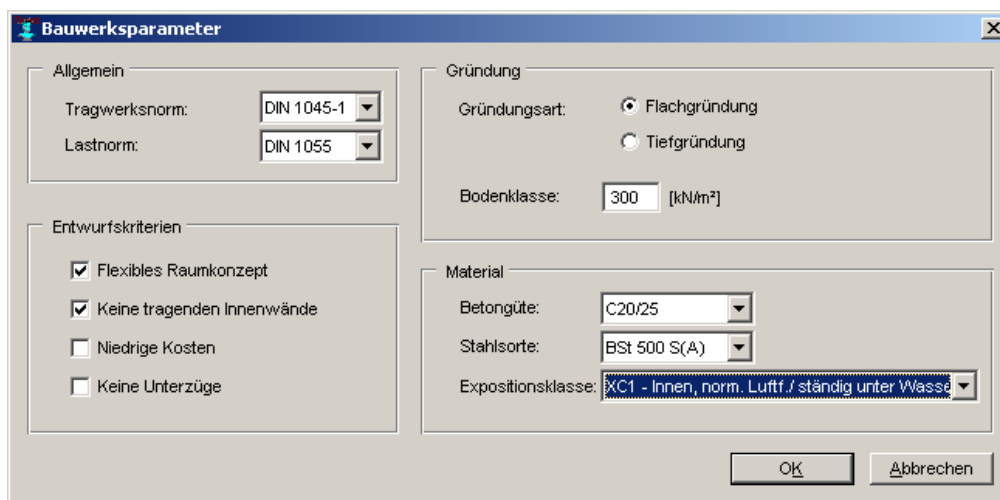 Bauwerksparameter
Allgemein
Tragwerksnorm: DIN 1045-1
Lastnorm: DIN 1055
Entwurfskriterien
Flexibles Raumkonzept
Keine tragenden Innenwände
Niedrige Kosten
Keine Unterzüge
Gründung
Gründungsart: Flachgründung
Tiefgründung
Bodenklasse: 300 [kN/m²]
Material
Betongüte: C20/25
Stahlsorte: BSt 500 S(A)
Expositionsklasse: XC1 - Innen, norm. Luftf./ ständig unter Wasse
OK Abbrechen